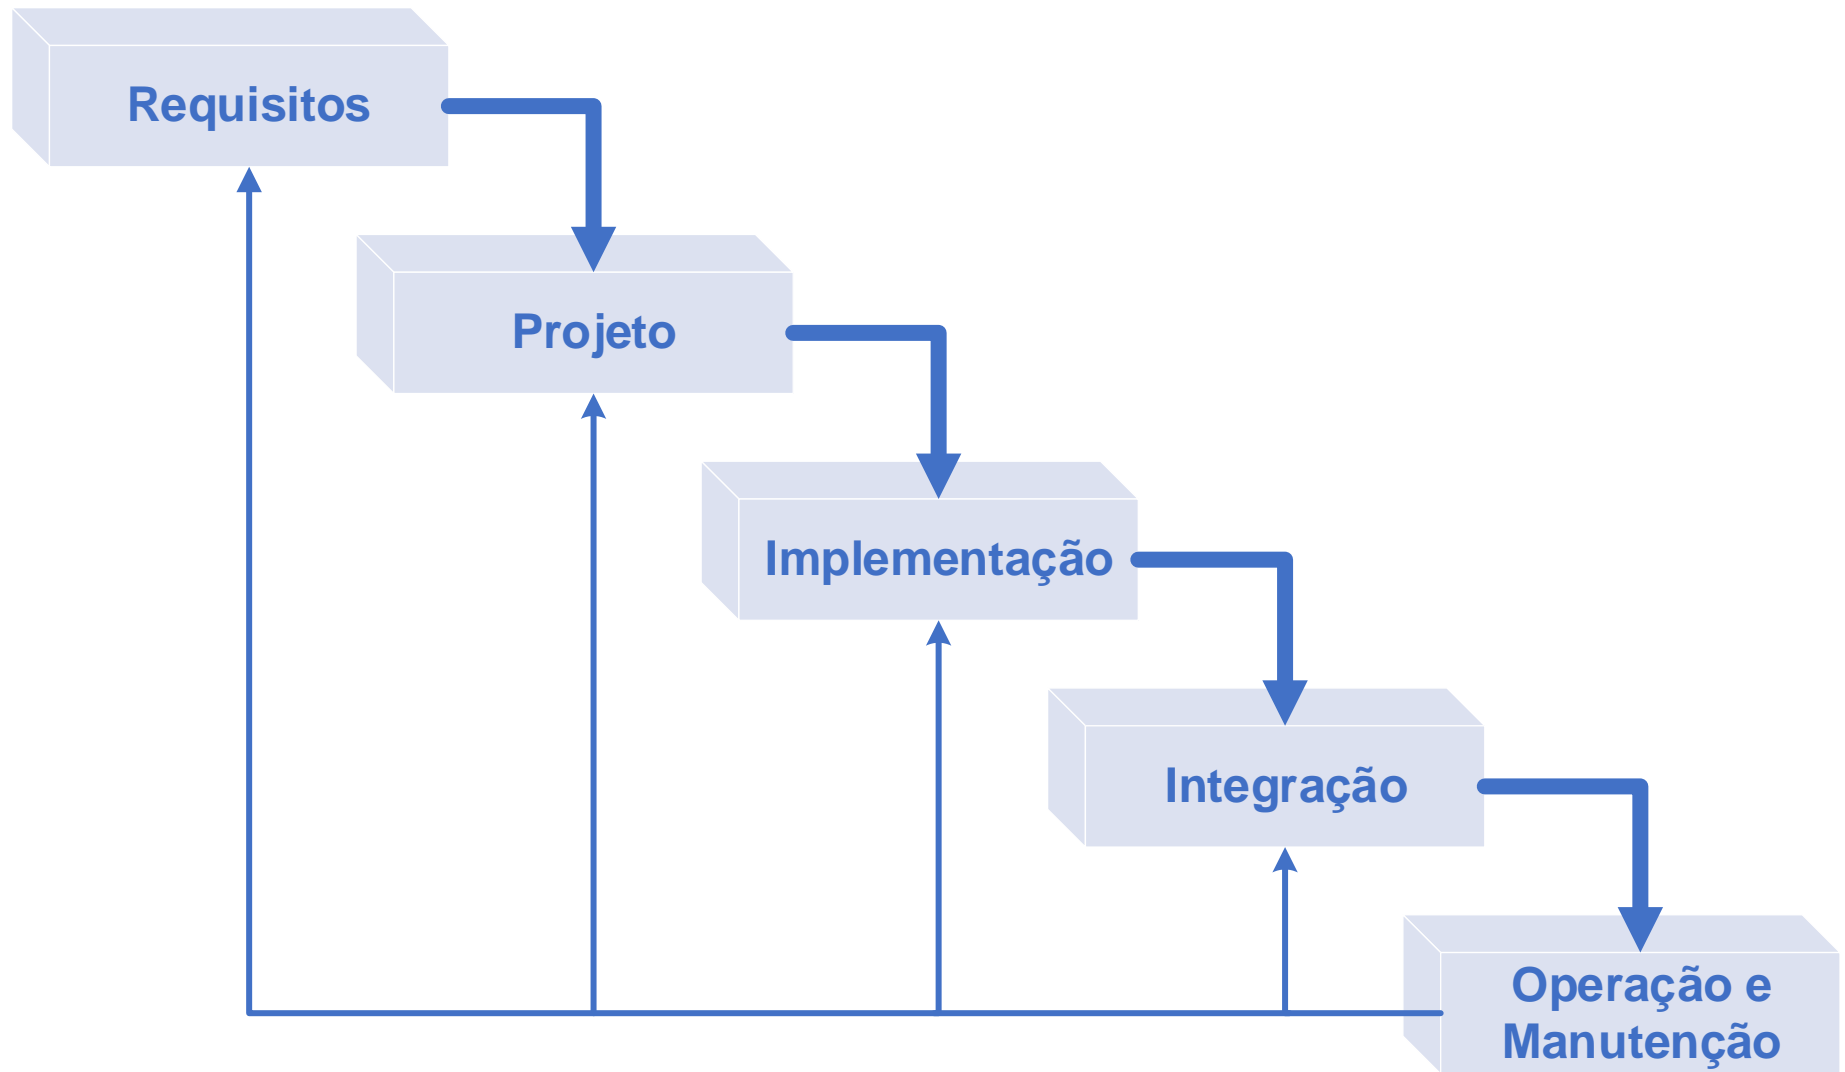 Requisitos
Projeto
Implementação
Integração
Operação e
Manutenção